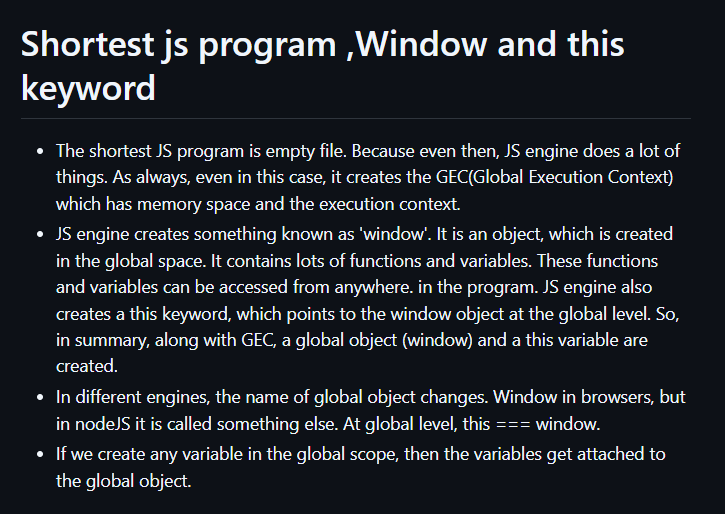 Shortest js program ,Window and this
keyword
• The shortest JS program is empty file. Because even then, JS engine does a lot of
things. As always, even in this case, it creates the GEC(Global Execution Context)
which has memory space and the execution context.
• JS engine creates something known as 'window'. It is an object, which is created
in the global space. It contains lots of functions and variables. These functions
and variables can be accessed from anywhere. in the program. JS engine also
creates a this keyword, which points to the window object at the global level. So,
in summary, along with GEC, a global object (window) and a this variable are
created.
• In different engines, the name of global object changes. Window in browsers, but
in nodeJS it is called something else. At global level, this === window.
• If we create any variable in the global scope, then the variables get attached to
the global object.